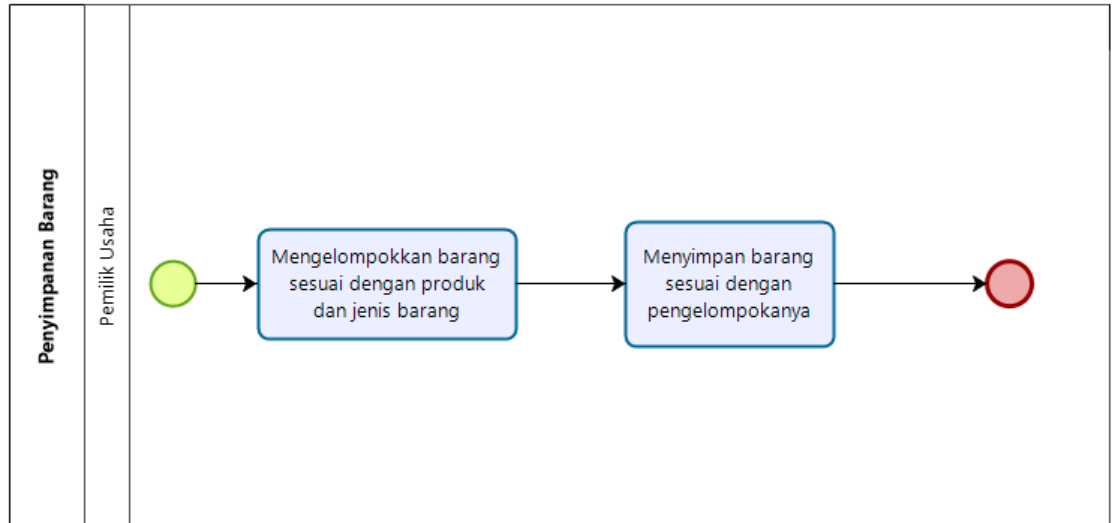 Penyimpanan Barang
Pemilik Usaha
Mengelompokkan barang
sesuai dengan produk
dan jenis barang
Menyimpan barang
sesuai dengan
pengelompokanya